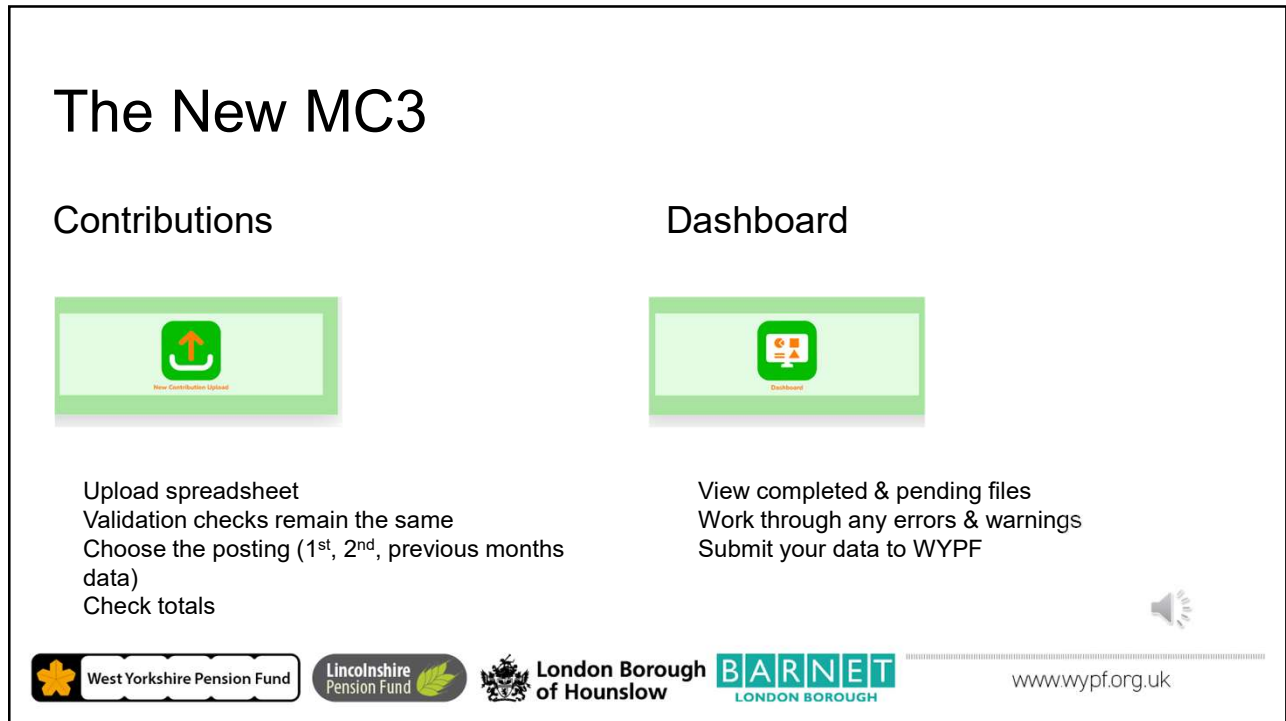 The New MC3
Contributions
Dashboard
New Contribution Upload
Dashboard
Upload spreadsheet
Validation checks remain the same
Choose the posting (1st, 2nd, previous months
data)
Check totals
View completed & pending files
Work through any errors & warnings
Submit your data to WYPF
West Yorkshire Pension Fund
Lincolnshire
Pension Fund
London Borough
of Hounslow
BARNET
LONDON BOROUGH
www.wypf.org.uk